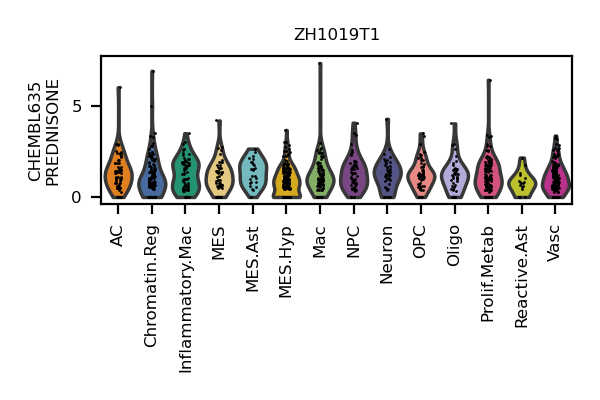 ZH1019T1
CHEMBL635
PREDNISONE
5
0
AC
Chromatin.Reg
Inflammatory.Mac
MES
MES.Ast
MES.Hyp
Mac
NPC
Neuron
OPC
Oligo
Prolif.Metab
Reactive.Ast
Vasc